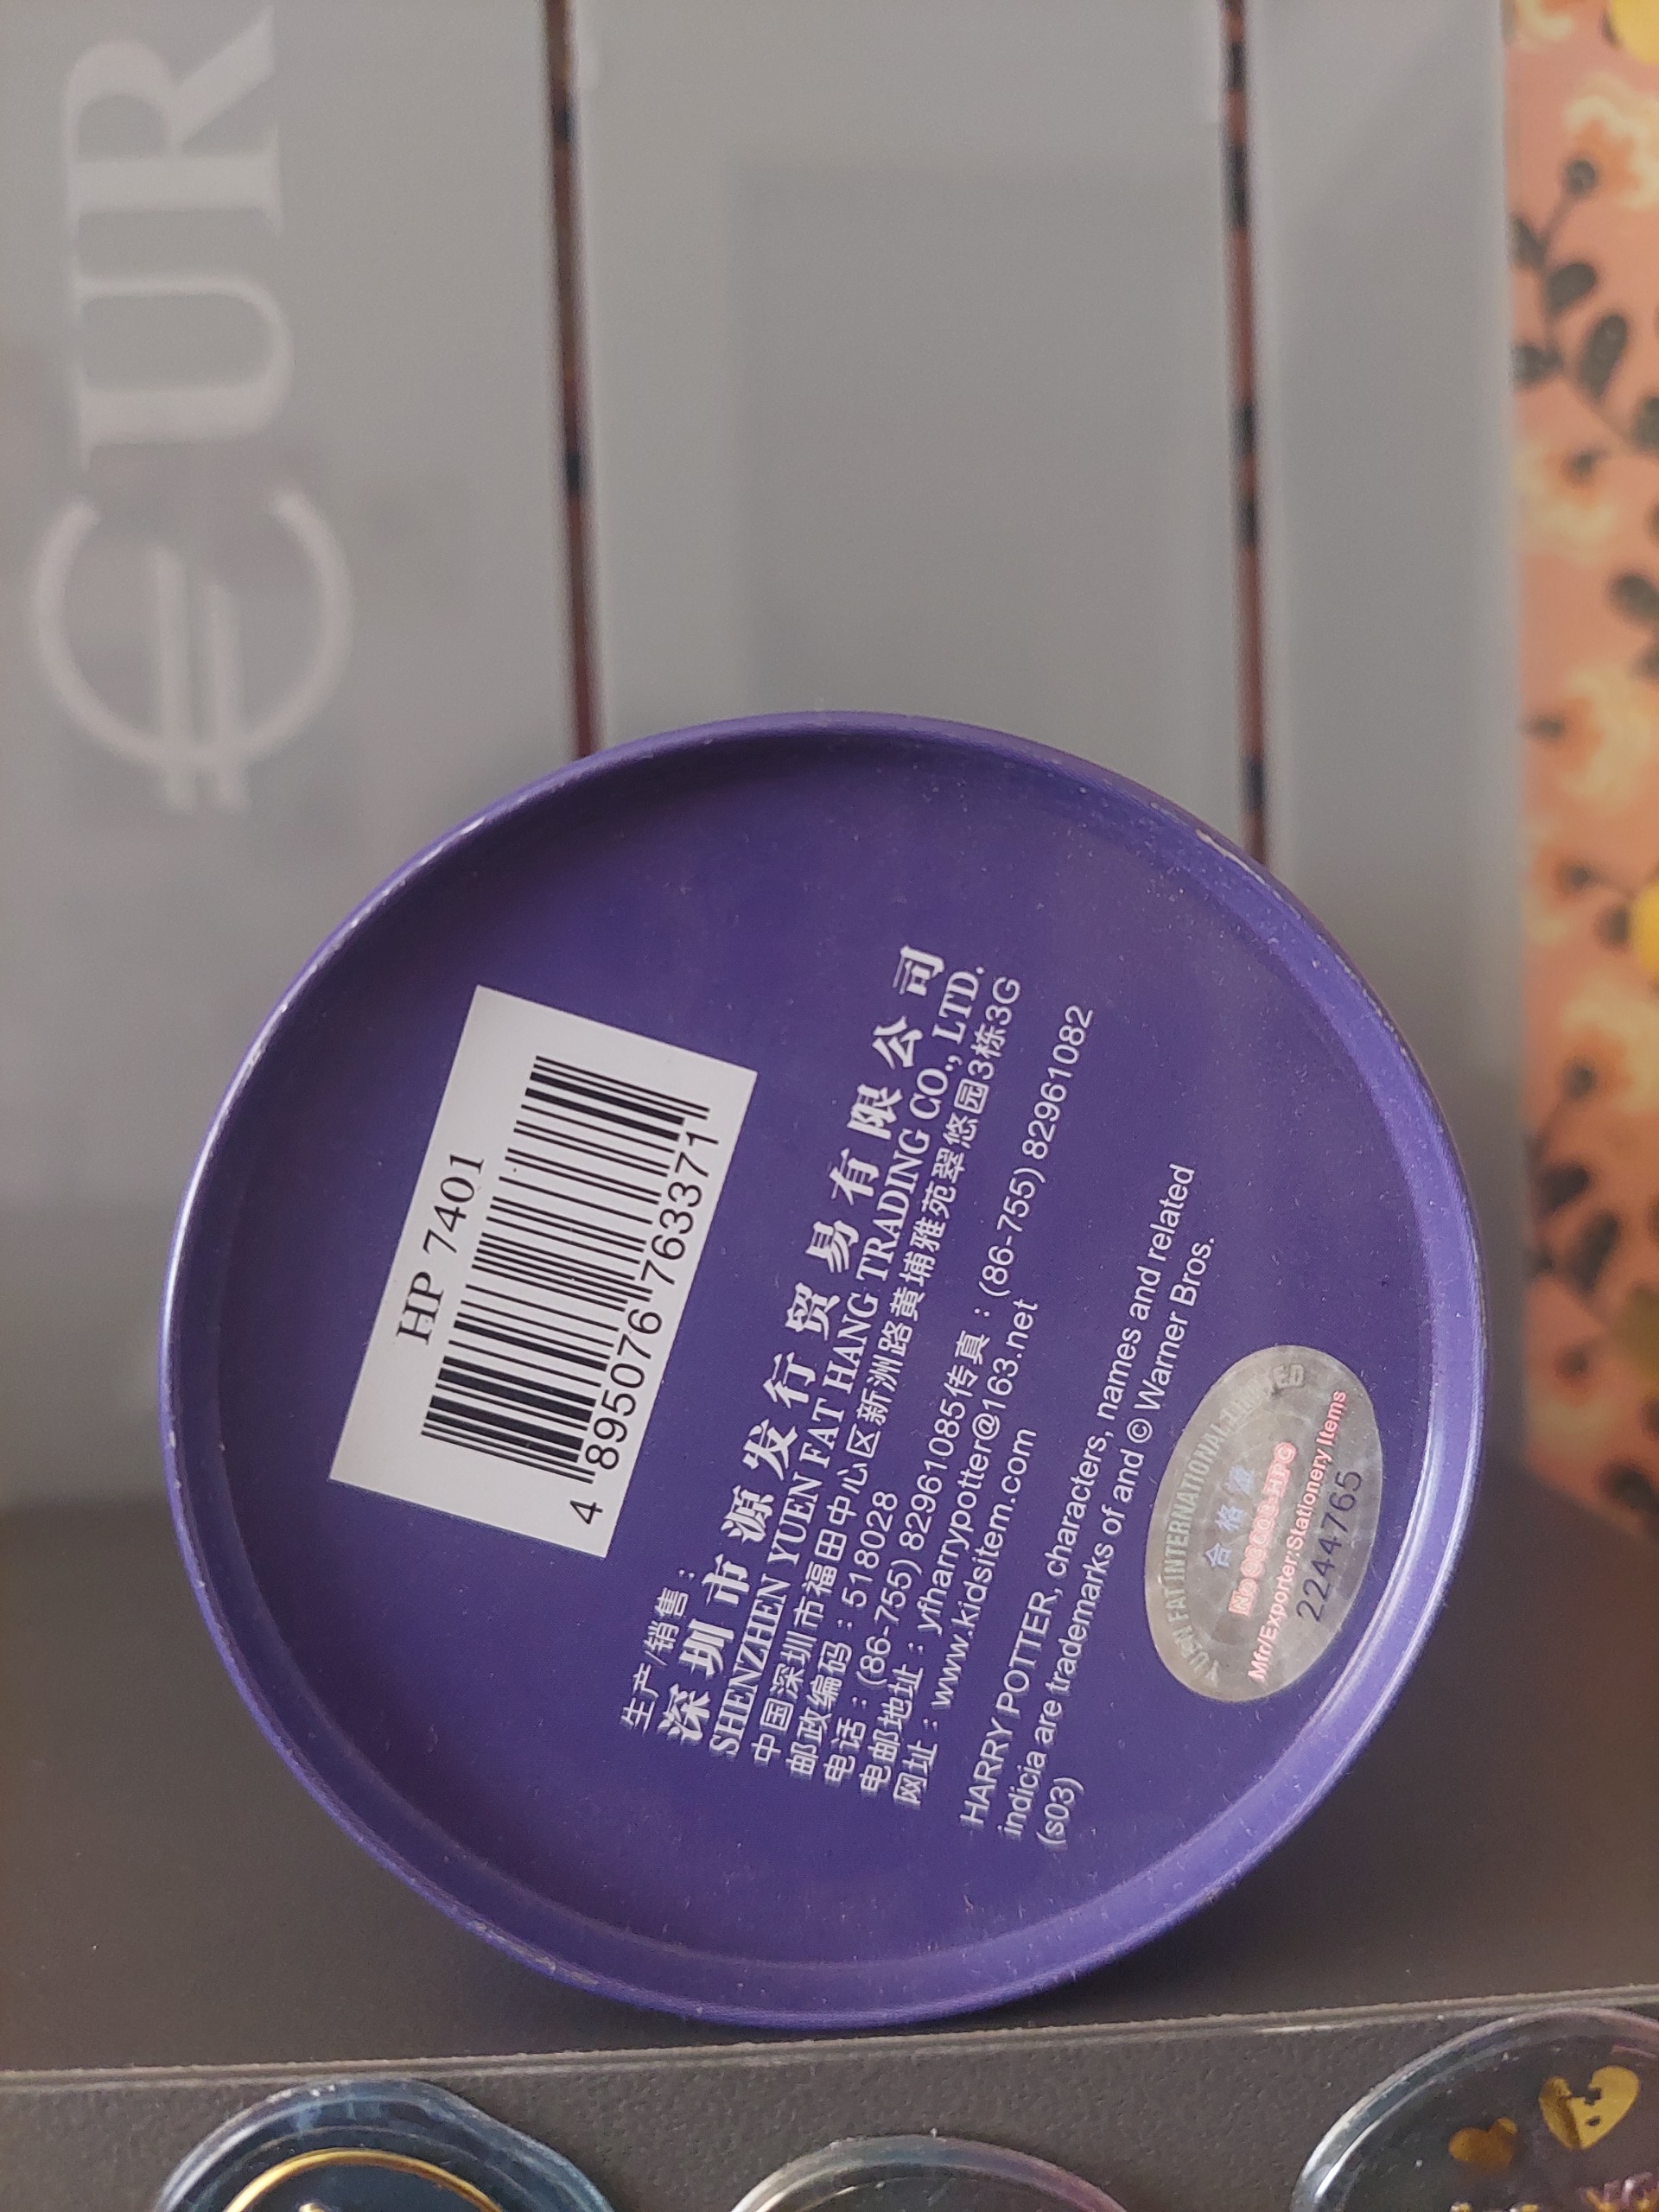 €UR
HP 7401
4 895076 763371
生产/销售：
深圳市源发行贸易有限公司
SHENZHEN YUEN FAT HANG TRADING CO., LTD.
中国深圳市福田中心区新洲路黄埔雅苑翠悠园3栋3G
邮政编码：518028
电话：(86-755) 82961085传真：(86-755) 82961082
电邮地址：yfharrypotter@163.net
网址：www.kidsitem.com
HARRY POTTER, characters, names and related
indicia are trademarks of and © Warner Bros.
(s03)
YUEN FAT INTERNATIONAL LIMITED
合格證
No
Mfr/Exporter:Stationery Items
2244765